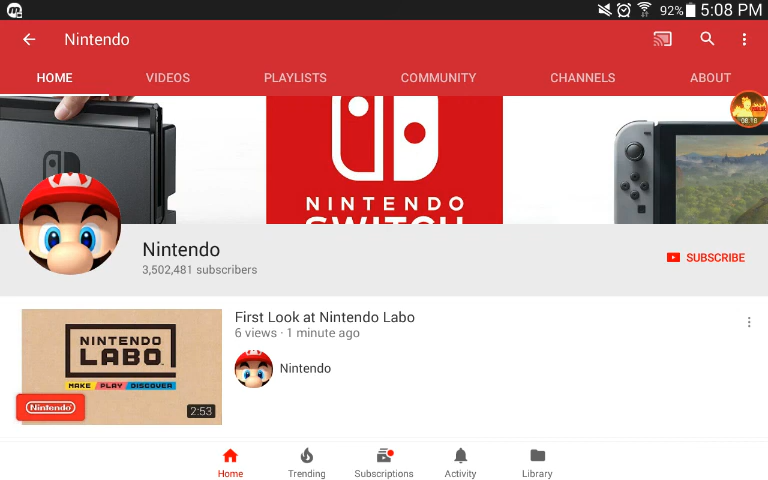 92% 5:08 PM
Nintendo
HOME VIDEOS PLAYLISTS COMMUNITY CHANNELS ABOUT
08:18
NINTENDO
SWITCH
Nintendo
3,502,481 subscribers
SUBSCRIBE
First Look at Nintendo Labo
6 views · 1 minute ago
Nintendo
NINTENDO
LABO
MAKE PLAY DISCOVER
Nintendo
2:53
Home Trending Subscriptions Activity Library